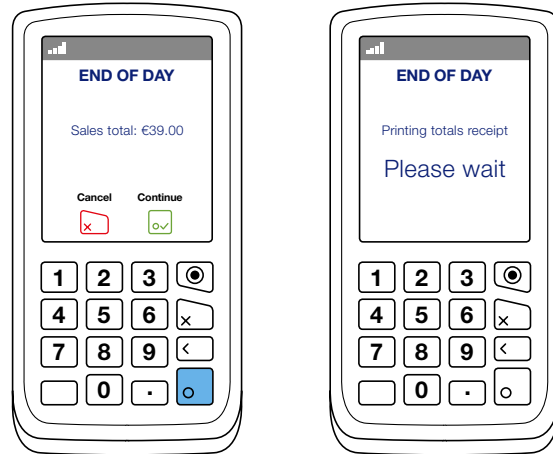 END OF DAY
Sales total: €39.00
Cancel Continue
1 2 3
4 5 6
7 8 9
0 .
END OF DAY
Printing totals receipt
Please wait
1 2 3
4 5 6
7 8 9
0 .